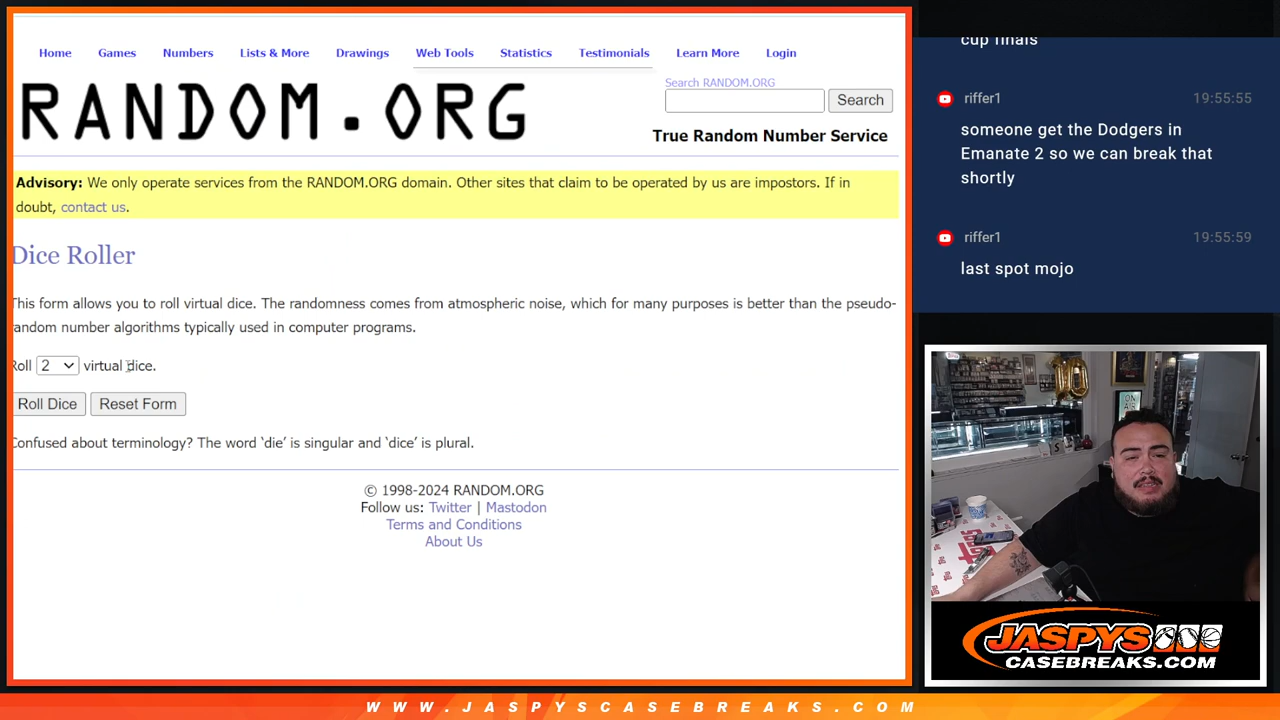 Home Games Numbers Lists & More Drawings Web Tools Statistics Testimonials Learn More Login
RANDOM.ORG
Search RANDOM.ORG
Search
True Random Number Service
Advisory: We only operate services from the RANDOM.ORG domain. Other sites that claim to be operated by us are impostors. If in
doubt, contact us.
Dice Roller
This form allows you to roll virtual dice. The randomness comes from atmospheric noise, which for many purposes is better than the pseudo-
random number algorithms typically used in computer programs.
Roll 2 virtual dice.
Roll Dice Reset Form
Confused about terminology? The word ‘die’ is singular and ‘dice’ is plural.
© 1998-2024 RANDOM.ORG
Follow us: Twitter | Mastodon
Terms and Conditions
About Us
cup finals
riffer1 19:55:55
someone get the Dodgers in
Emanate 2 so we can break that
shortly
riffer1 19:55:59
last spot mojo
10
ON
AIR
JASPYS
CASEBREAKS.COM
WWW.JASPYSCASEBREAKS.COM